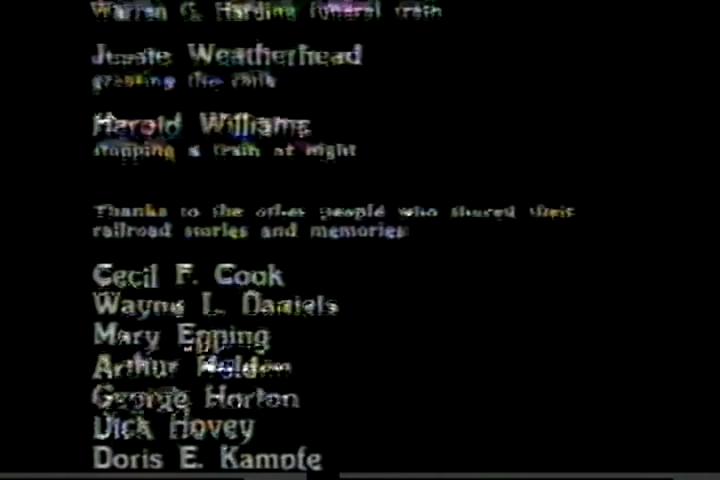 Warren G. Harding funeral train
Jessie Weatherhead
greasing the rails
Harold Williams
stopping a train at night
Thanks to the other people who shared their
railroad stories and memories
Cecil F. Cook
Wayne L. Daniels
Mary Epping
Arthur
George Horton
Dick Hovey
Doris E. Kampfe